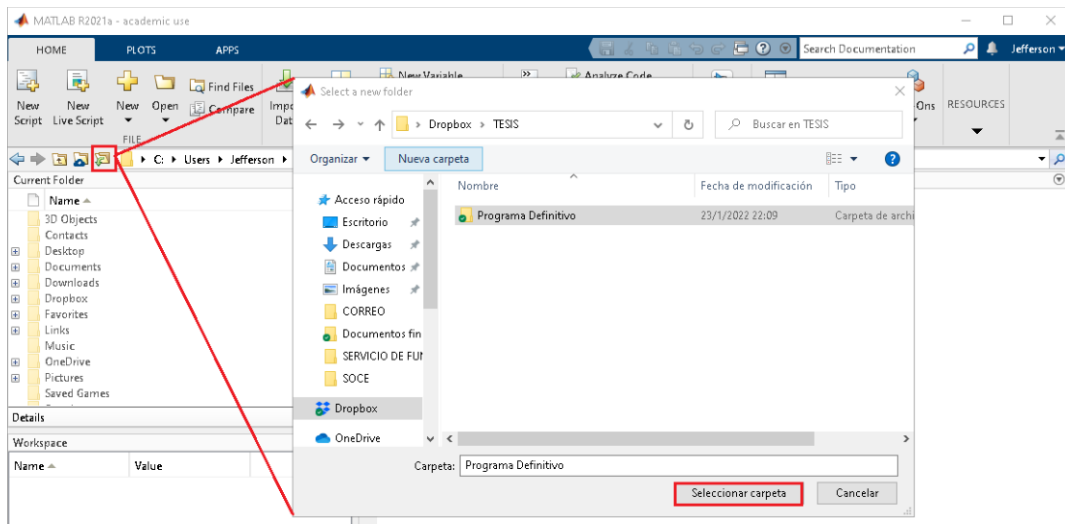 MATLAB R2021a - academic use
HOME PLOTS APPS
Search Documentation
Jefferson
New Script
New Live Script
New
Open
Find Files
Compare
FILE
New Variable
Analyze Code
RESOURCES
C: Users Jefferson
Current Folder
Name
3D Objects
Contacts
Desktop
Documents
Downloads
Dropbox
Favorites
Links
Music
OneDrive
Pictures
Saved Games
Details
Workspace
Name Value
Select a new folder
Dropbox > TESIS
Buscar en TESIS
Organizar
Nueva carpeta
Nombre Fecha de modificación Tipo
Acceso rápido
Escritorio
Descargas
Documentos
Imágenes
CORREO
Documentos fin
SERVICIO DE FUN
SOCE
Dropbox
OneDrive
Programa Definitivo 23/1/2022 22:09 Carpeta de archi
Carpeta: Programa Definitivo
Seleccionar carpeta
Cancelar